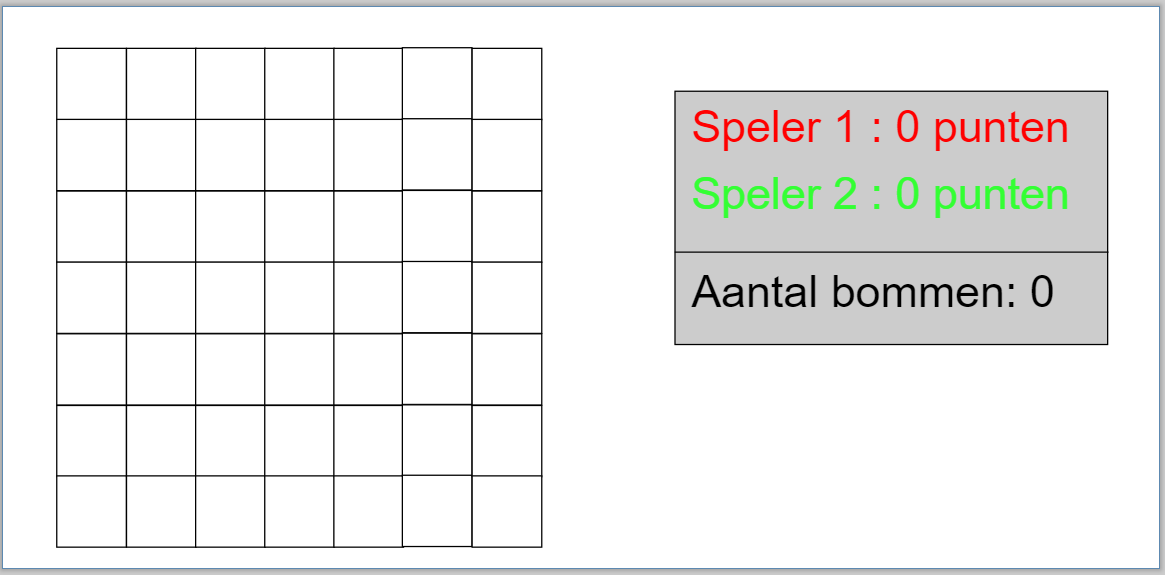 Speler 1 : 0 punten
Speler 2 : 0 punten
Aantal bommen: 0